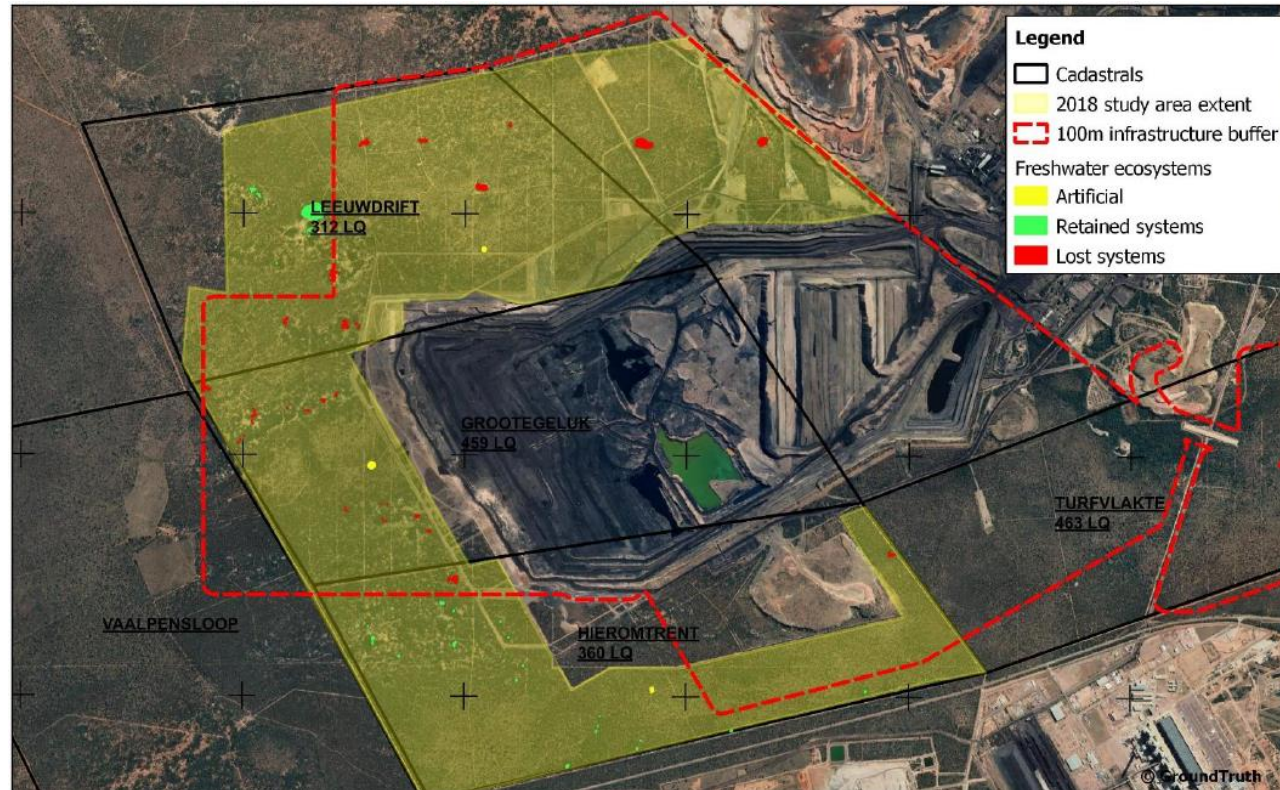 Legend
Cadastrals
2018 study area extent
100m infrastructure buffer
Freshwater ecosystems
Artificial
Retained systems
Lost systems
LEEUWDRIFT
312 LQ
GROOTEGELUK
459 LQ
TURFVLAKTE
463 LQ
VAALPENSLOOP
HIEROMTRENT
360 LQ
© GroundTruth